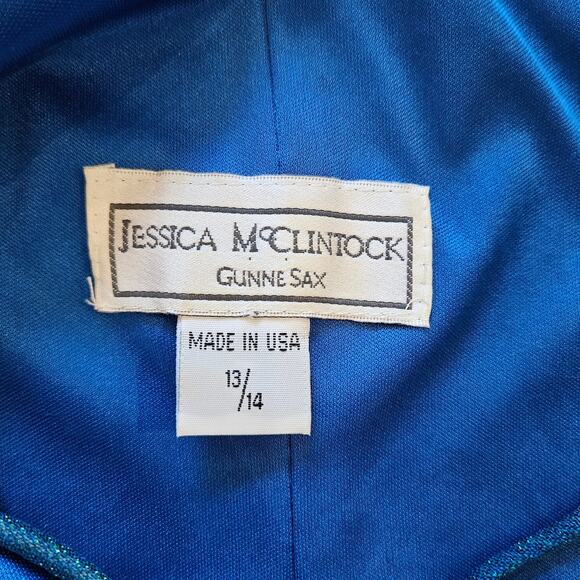 JESSICA McCLINTOCK
GUNNE SAX
MADE IN USA
13/14